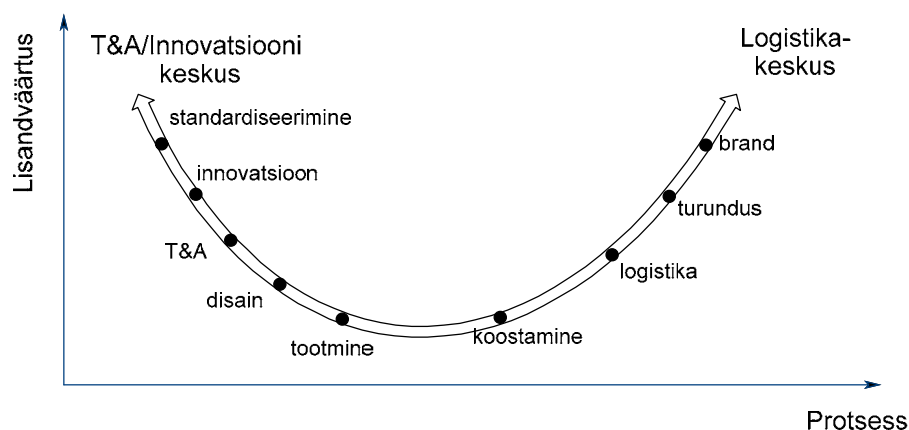 Lisandväärtus
T&A/Innovatsiooni
keskus
Logistika-
keskus
standardiseerimine
innovatsioon
T&A
disain
tootmine
koostamine
logistika
turundus
brand
Protsess